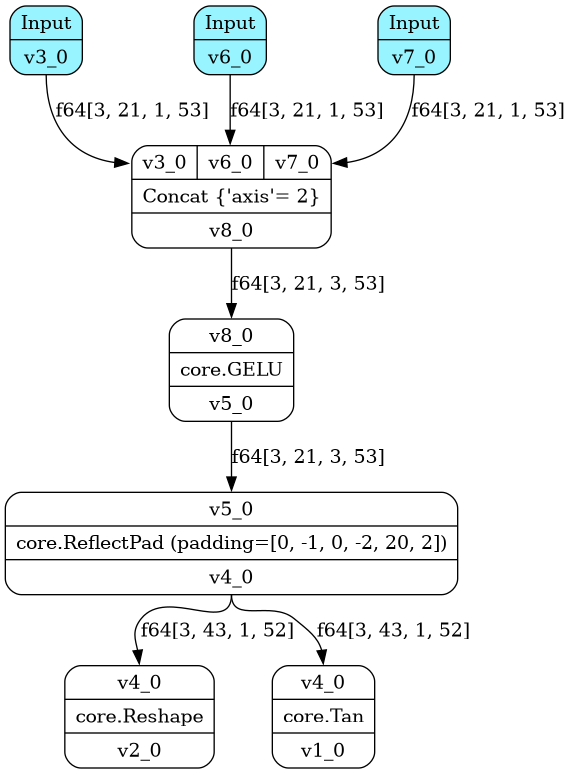 Input
v3_0
Input
v6_0
Input
v7_0
f64[3, 21, 1, 53]
f64[3, 21, 1, 53]
f64[3, 21, 1, 53]
v3_0 v6_0 v7_0
Concat {'axis'= 2}
v8_0
f64[3, 21, 3, 53]
v8_0
core.GELU
v5_0
f64[3, 21, 3, 53]
v5_0
core.ReflectPad (padding=[0, -1, 0, -2, 20, 2])
v4_0
f64[3, 43, 1, 52]
f64[3, 43, 1, 52]
v4_0
core.Reshape
v2_0
v4_0
core.Tan
v1_0